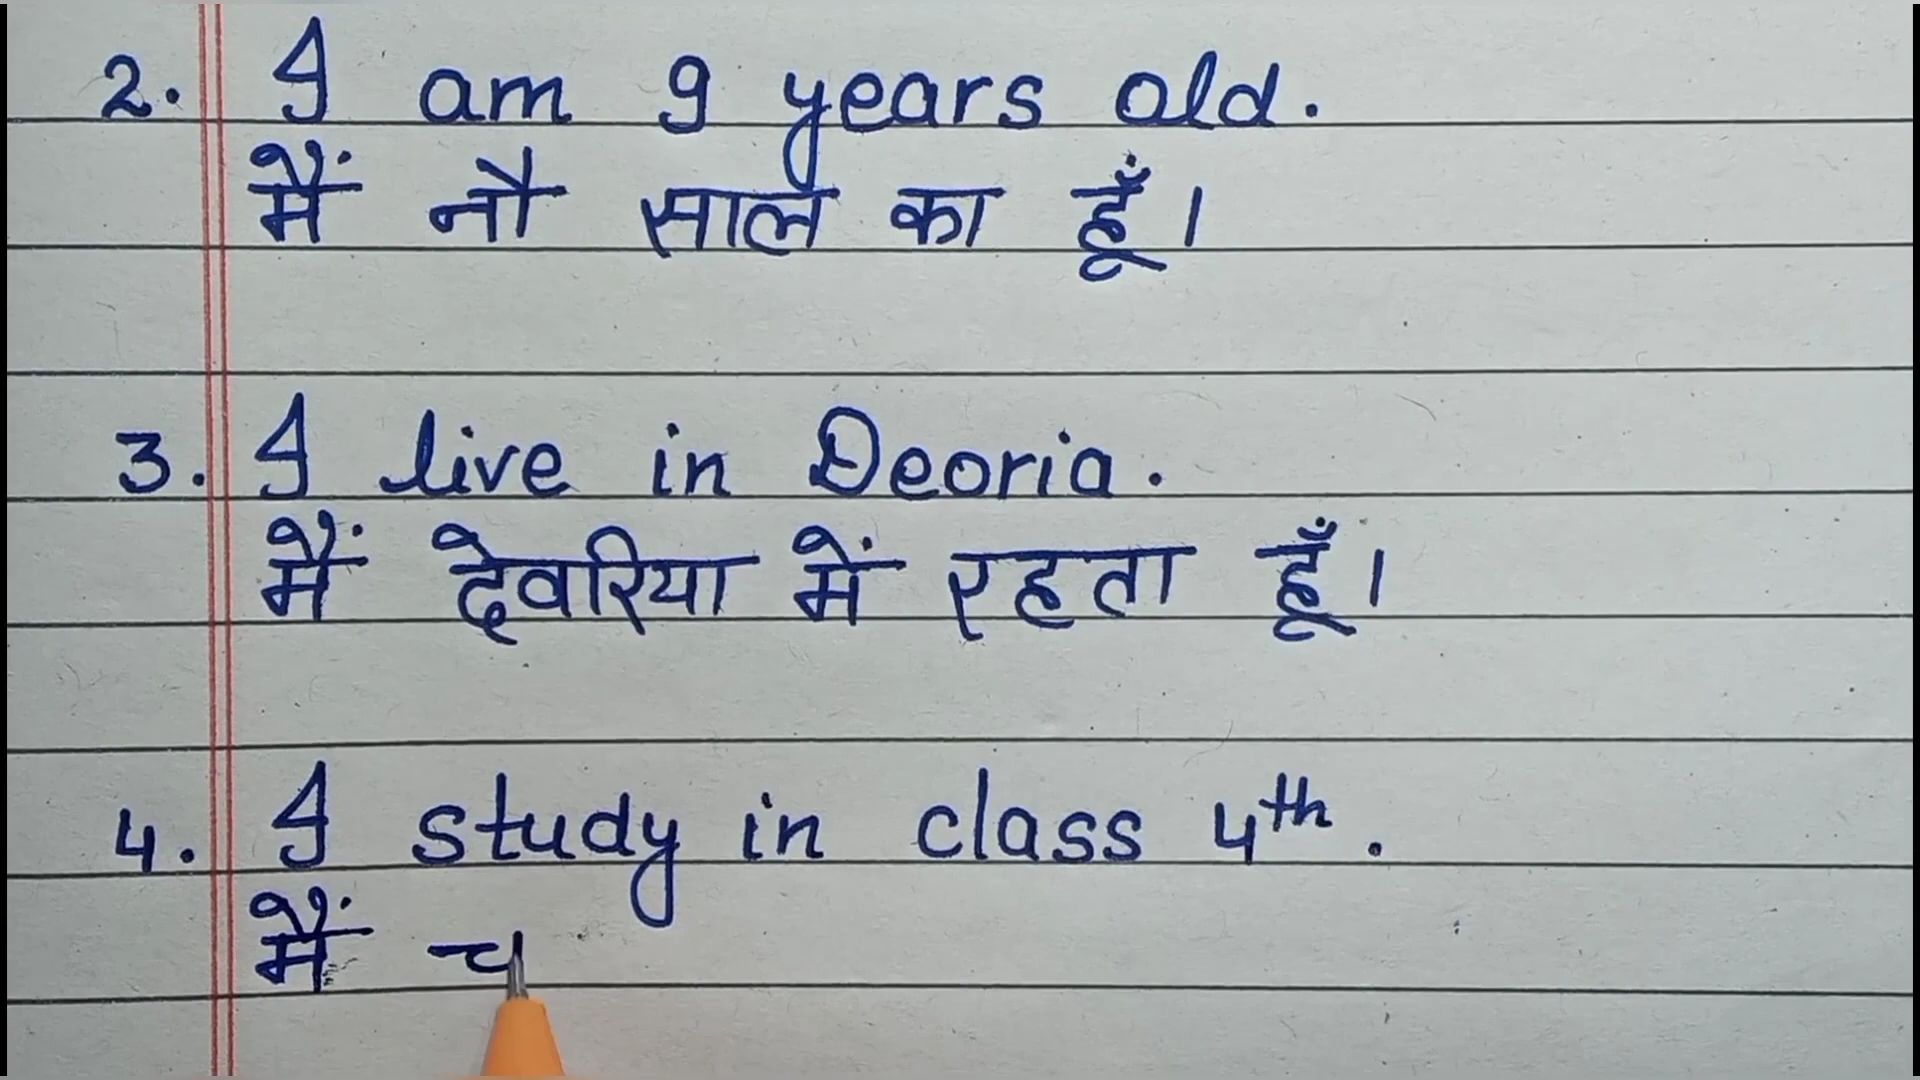 2. I am 9 years old.
मैं नौ साल का हूँ।
3. I live in Deoria.
मैं देवरिया में रहता हूँ।
4. I study in class 4th.
मैं च